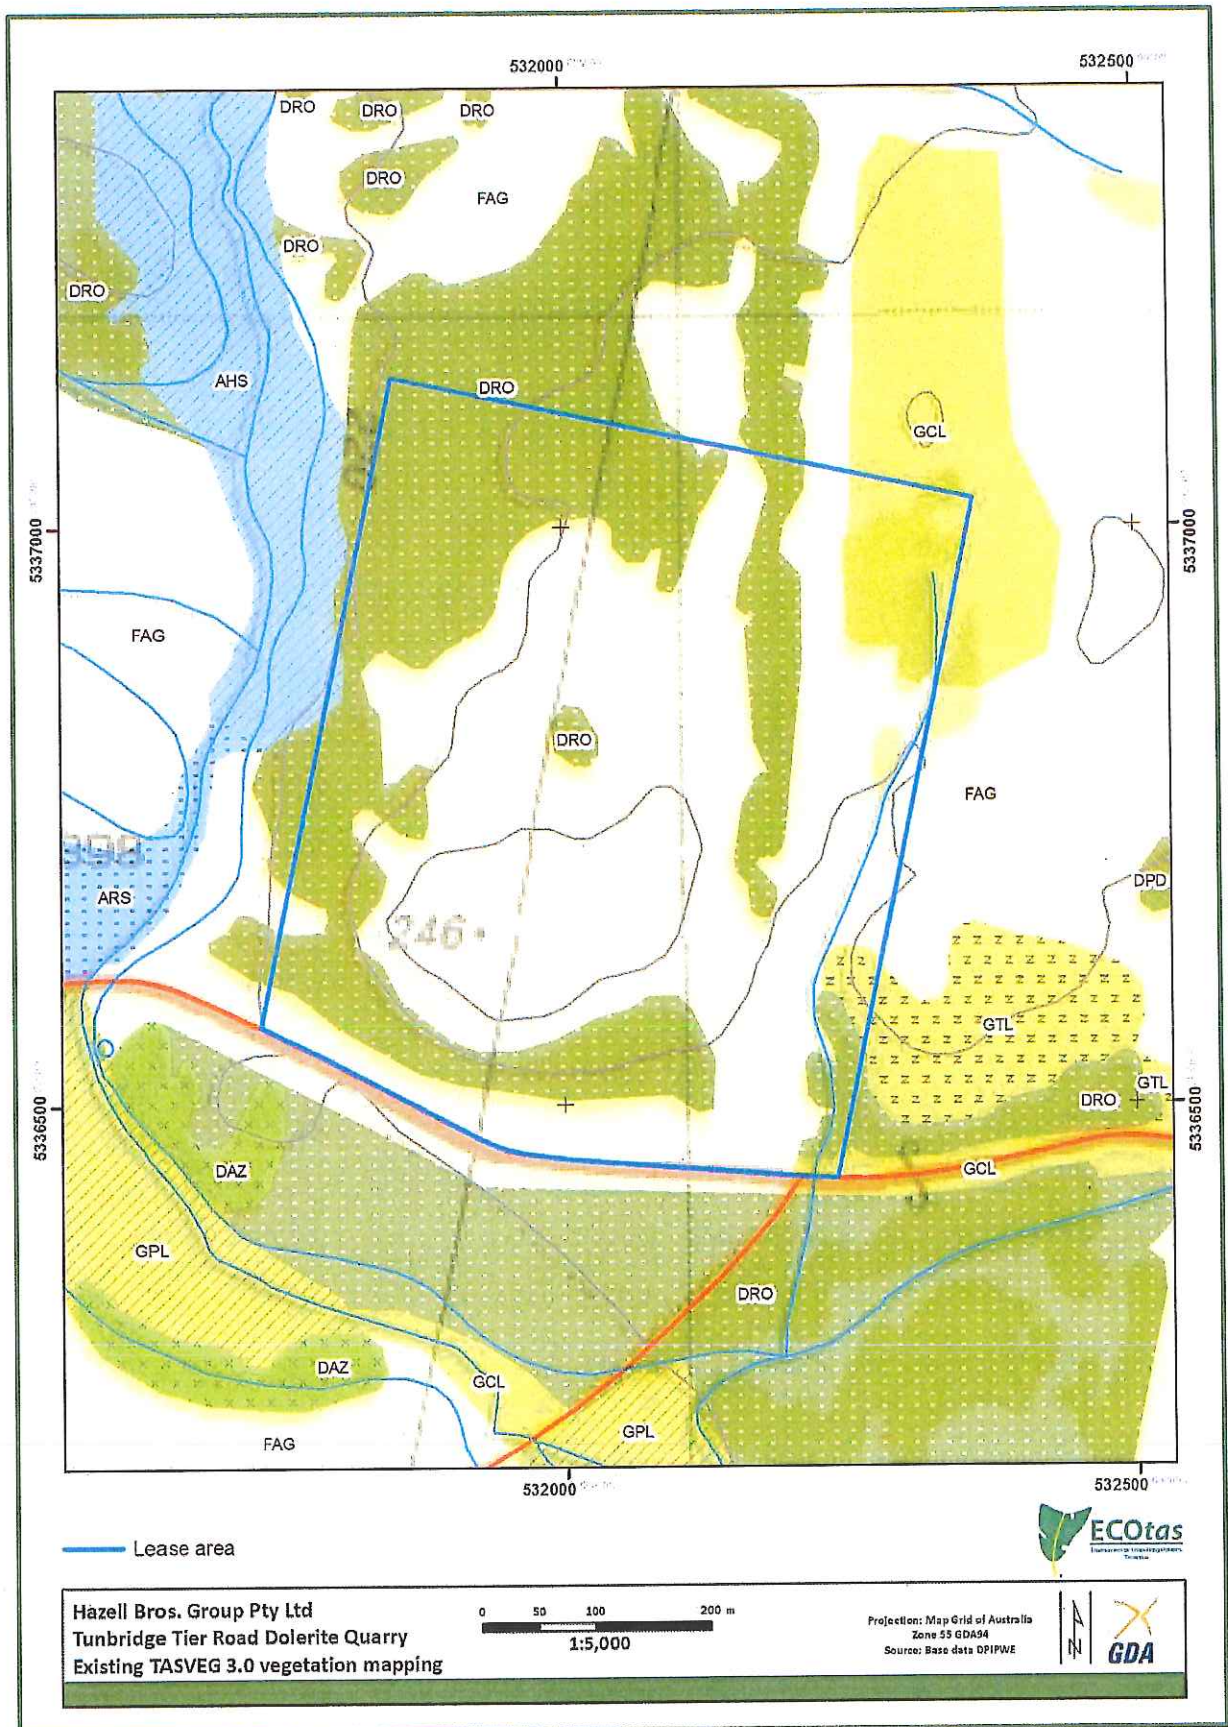 532000
532500
DRO
DRO
DRO
DRO
FAG
DRO
DRO
AHS
DRO
GCL
5337000
5337000
FAG
DRO
FAG
DPD
ARS
246
GTL
GTL
DRO
5336500
5336500
DAZ
GCL
GPL
DRO
DAZ
GCL
GPL
FAG
532000
532500
Lease area
ECOtas
Hazell Bros. Group Pty Ltd
Tunbridge Tier Road Dolerite Quarry
Existing TASVEG 3.0 vegetation mapping
0 50 100 200 m
1:5,000
Projection: Map Grid of Australia
Zone 55 GDA94
Source: Base data DPIPWE
N
GDA